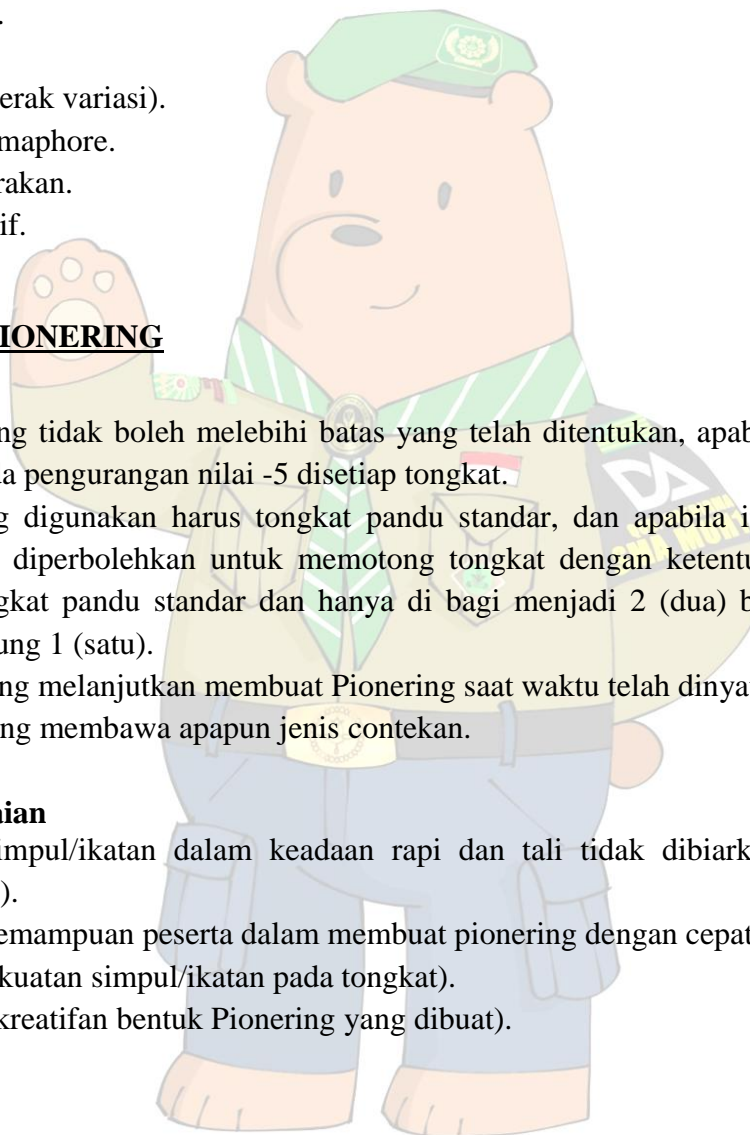 .
erak variasi).
maphore.
rakan.
if.
IONERING
ng tidak boleh melebihi batas yang telah ditentukan, apab
a pengurangan nilai -5 disetiap tongkat.
g digunakan harus tongkat pandu standar, dan apabila i
diperbolehkan untuk memotong tongkat dengan ketentu
gkat pandu standar dan hanya di bagi menjadi 2 (dua) b
ung 1 (satu).
ng melanjutkan membuat Pionering saat waktu telah dinya
ng membawa apapun jenis contekan.
aian
impul/ikatan dalam keadaan rapi dan tali tidak dibiark
).
emampuan peserta dalam membuat pionering dengan cepat
kuatan simpul/ikatan pada tongkat).
kreatifan bentuk Pionering yang dibuat).